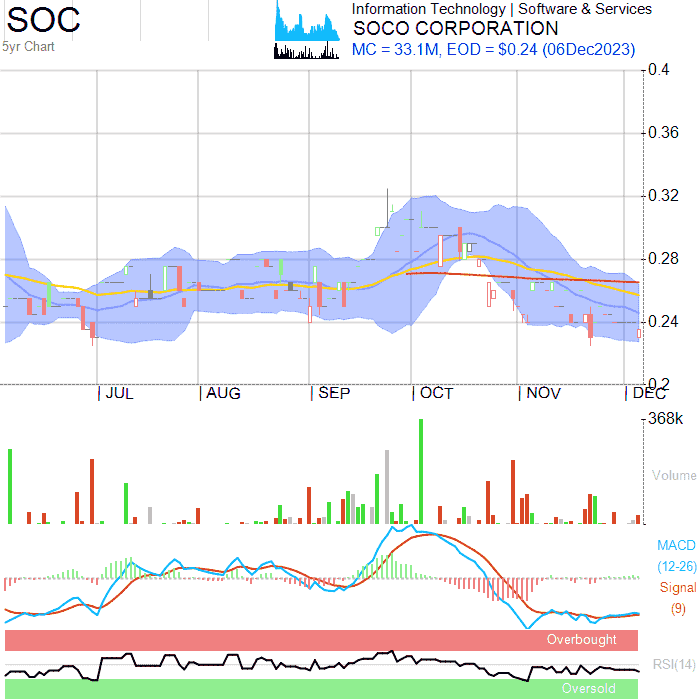 SOC
Information Technology | Software & Services
SOCO CORPORATION
5yr Chart
MC = 33.1M, EOD = $0.24 (06Dec2023)
0.4
0.36
0.32
0.28
0.24
0.2
JUL
AUG
SEP
OCT
NOV
DEC
368k
Volume
MACD
(12-26)
Signal
(9)
Overbought
RSI(14)
Oversold